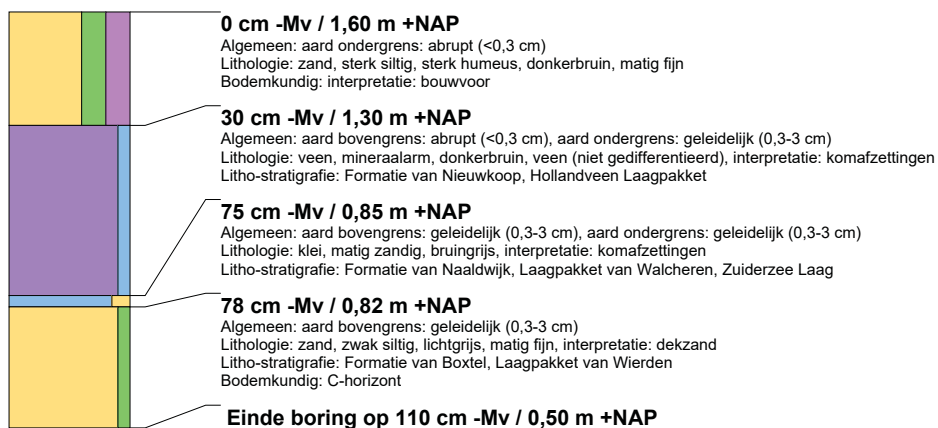 0 cm -Mv / 1,60 m +NAP
Algemeen: aard ondergrens: abrupt (<0,3 cm)
Lithologie: zand, sterk siltig, sterk humeus, donkerbruin, matig fijn
Bodemkundig: interpretatie: bouwvoor
30 cm -Mv / 1,30 m +NAP
Algemeen: aard bovengrens: abrupt (<0,3 cm), aard ondergrens: geleidelijk (0,3-3 cm)
Lithologie: veen, mineraalarm, donkerbruin, veen (niet gedifferentieerd), interpretatie: komafzettingen
Litho-stratigrafie: Formatie van Nieuwkoop, Hollandveen Laagpakket
75 cm -Mv / 0,85 m +NAP
Algemeen: aard bovengrens: geleidelijk (0,3-3 cm), aard ondergrens: geleidelijk (0,3-3 cm)
Lithologie: klei, matig zandig, bruingrijs, interpretatie: komafzettingen
Litho-stratigrafie: Formatie van Naaldwijk, Laagpakket van Walcheren, Zuiderzee Laag
78 cm -Mv / 0,82 m +NAP
Algemeen: aard bovengrens: geleidelijk (0,3-3 cm)
Lithologie: zand, zwak siltig, lichtgrijs, matig fijn, interpretatie: dekzand
Litho-stratigrafie: Formatie van Boxtel, Laagpakket van Wierden
Bodemkundig: C-horizont
Einde boring op 110 cm -Mv / 0,50 m +NAP